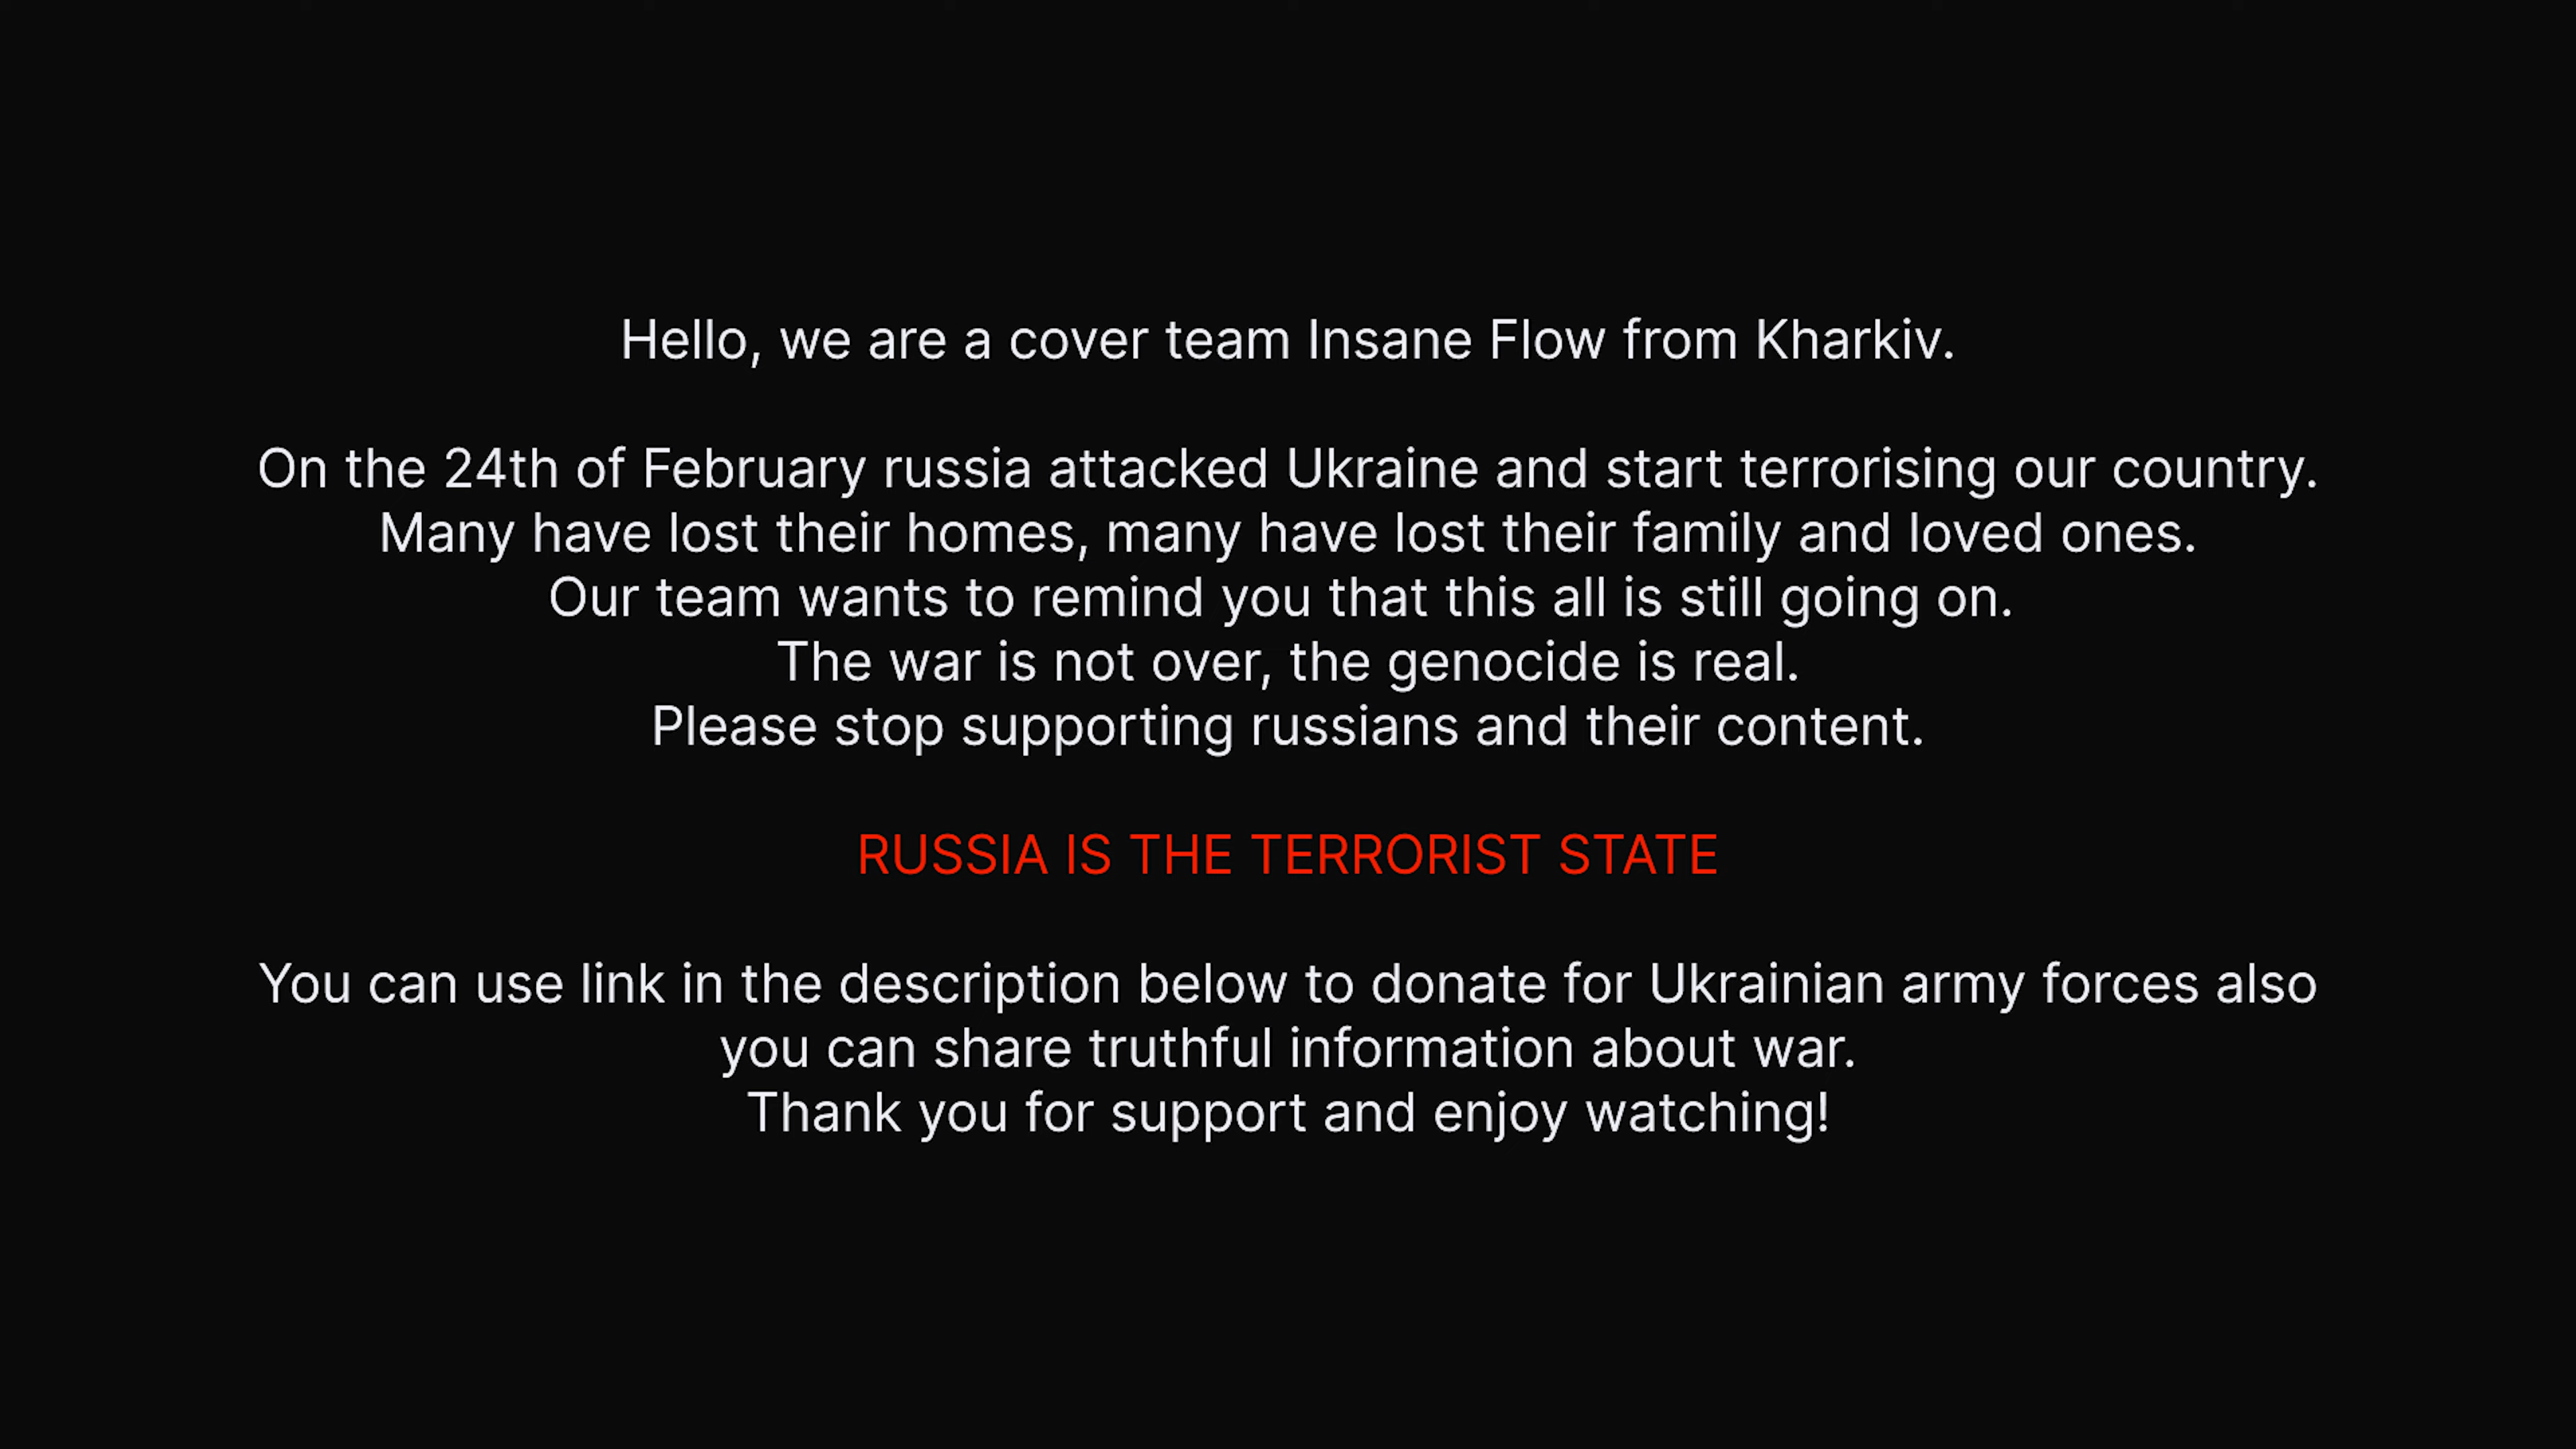 Hello, we are a cover team Insane Flow from Kharkiv.
On the 24th of February russia attacked Ukraine and start terrorising our country.
Many have lost their homes, many have lost their family and loved ones.
Our team wants to remind you that this all is still going on.
The war is not over, the genocide is real.
Please stop supporting russians and their content.
RUSSIA IS THE TERRORIST STATE
You can use link in the description below to donate for Ukrainian army forces also
you can share truthful information about war.
Thank you for support and enjoy watching!